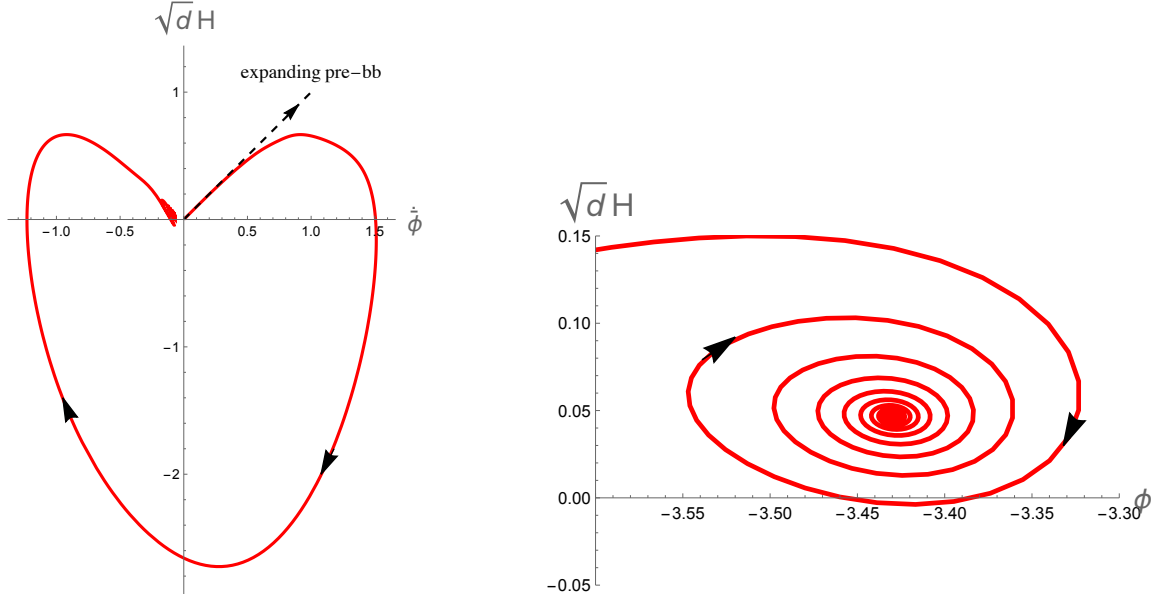 √d H
expanding pre−bb
1
−1.0 −0.5 0.5 1.0 1.5
ϕ̄̇
−1
−2
√d H
0.15
0.10
0.05
0.00
−3.55 −3.50 −3.45 −3.40 −3.35 −3.30
ϕ
−0.05